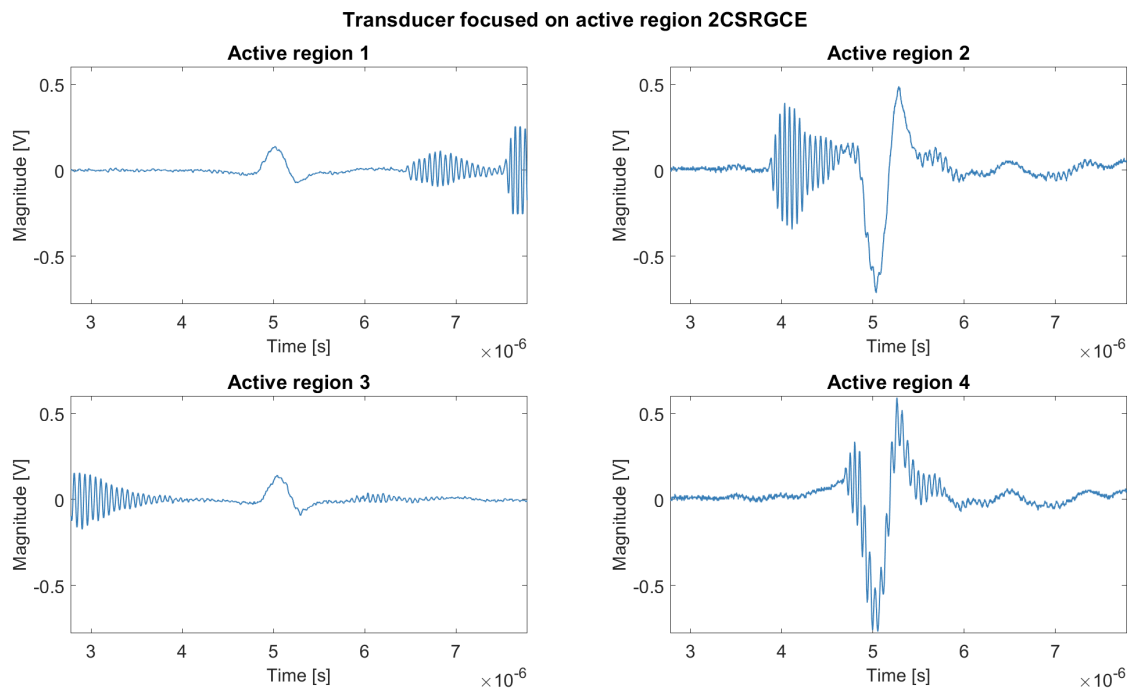 Transducer focused on active region 2CSRGCE
Active region 1
Magnitude [V]
0.5
0
-0.5
3 4 5 6 7
Time [s]
×10-6
Active region 2
Magnitude [V]
0.5
0
-0.5
3 4 5 6 7
Time [s]
×10-6
Active region 3
Magnitude [V]
0.5
0
-0.5
3 4 5 6 7
Time [s]
×10-6
Active region 4
Magnitude [V]
0.5
0
-0.5
3 4 5 6 7
Time [s]
×10-6